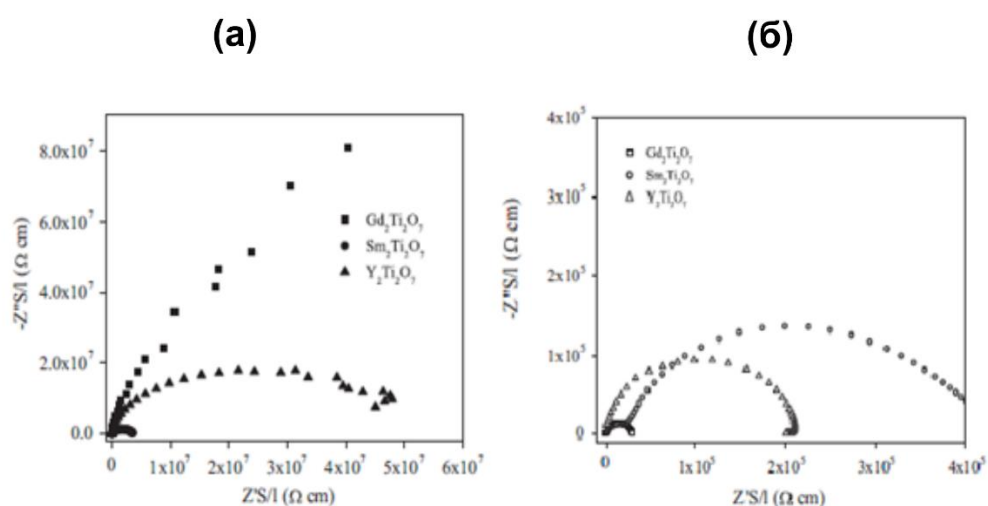 (а)
(б)
8.0x10⁷
6.0x10⁷
4.0x10⁷
2.0x10⁷
0.0
-Z''S/l (Ω cm)
Gd₂Ti₂O₇
Sm₂Ti₂O₇
Y₂Ti₂O₇
0 1x10⁷ 2x10⁷ 3x10⁷ 4x10⁷ 5x10⁷ 6x10⁷
Z'S/l (Ω cm)
4x10⁵
3x10⁵
2x10⁵
1x10⁵
0
-Z''S/l (Ω cm)
Gd₂Ti₂O₇
Sm₂Ti₂O₇
Y₂Ti₂O₇
0 1x10⁵ 2x10⁵ 3x10⁵ 4x10⁵
Z'S/l (Ω cm)